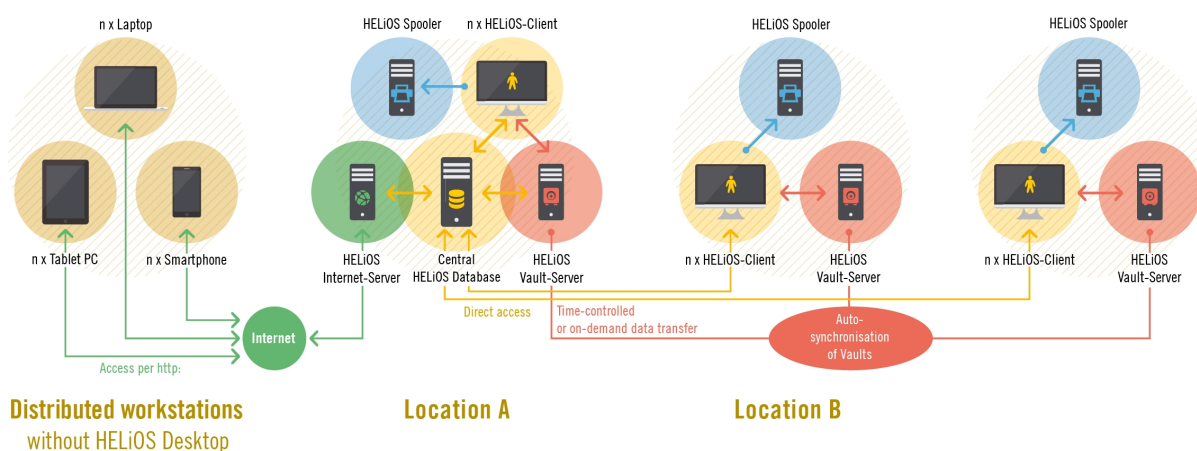 n x Laptop
HELiOS Spooler
n x HELiOS-Client
HELiOS Spooler
HELiOS Spooler
n x Tablet PC
n x Smartphone
HELiOS
Internet-Server
Central
HELiOS Database
HELiOS
Vault-Server
n x HELiOS-Client
HELiOS
Vault-Server
n x HELiOS-Client
HELiOS
Vault-Server
Direct access
Time-controlled
or on-demand data transfer
Auto-
synchronisation
of Vaults
Internet
Access per http:
Distributed workstations
without HELiOS Desktop
Location A
Location B